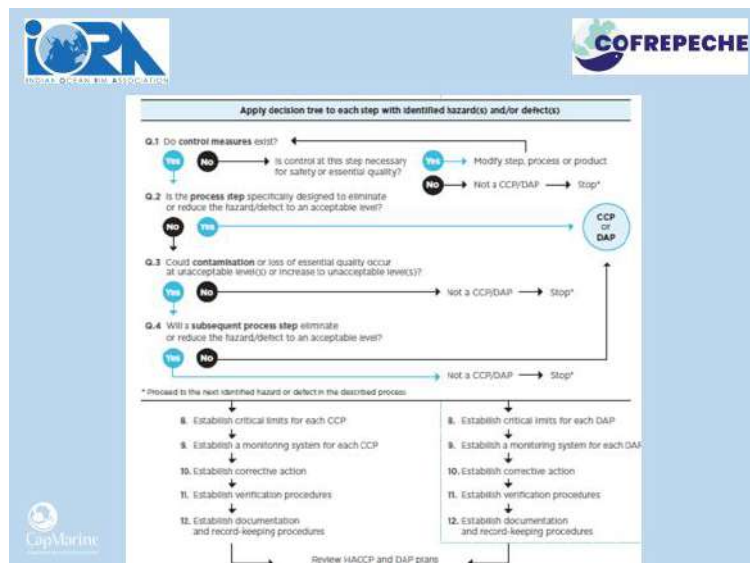 iORA
INDIAN OCEAN RIM ASSOCIATION
COFREPECHE
Apply decision tree to each step with identified hazard(s) and/or defect(s)
Q.1 Do control measures exist?
Yes No Is control at this step necessary
for safety or essential quality?
Yes Modify step, process or product
No Not a CCP/DAP Stop*
Q.2 Is the process step specifically designed to eliminate
or reduce the hazard/defect to an acceptable level?
No Yes
CCP
or
DAP
Q.3 Could contamination or loss of essential quality occur
at unacceptable level(s) or increase to unacceptable level(s)?
Yes No Not a CCP/DAP Stop*
Q.4 Will a subsequent process step eliminate
or reduce the hazard/defect to an acceptable level?
Yes No
Not a CCP/DAP Stop*
* Proceed to the next identified hazard or defect in the described process
8. Establish critical limits for each CCP
9. Establish a monitoring system for each CCP
10. Establish corrective action
11. Establish verification procedures
12. Establish documentation
and record-keeping procedures
8. Establish critical limits for each DAP
9. Establish a monitoring system for each DAP
10. Establish corrective action
11. Establish verification procedures
12. Establish documentation
and record-keeping procedures
Review HACCP and DAP plans
CapMarine